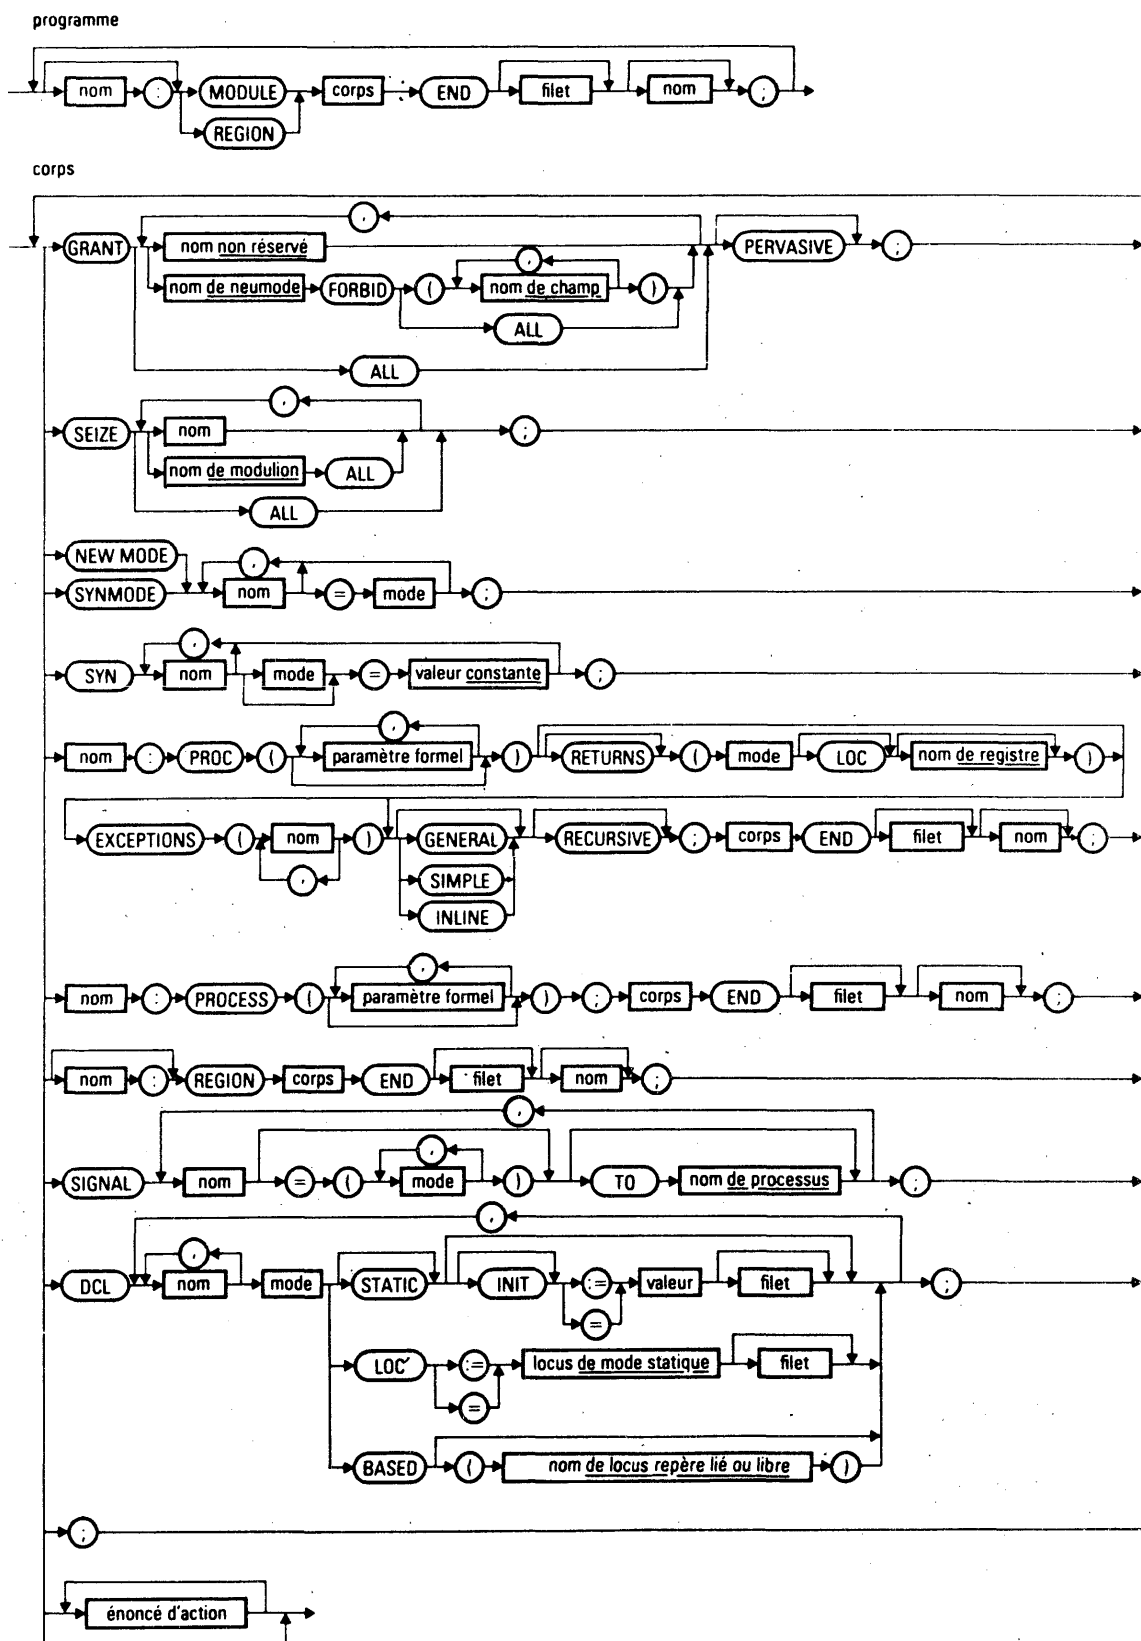 programme
nom : MODULE corps END filet nom ;
REGION
corps
,
GRANT nom non réservé PERVASIVE ;
,
nom de neumode FORBID ( nom de champ )
ALL
ALL
,
SEIZE nom ;
nom de modulion ALL
ALL
NEW MODE ,
SYNMODE nom = mode ;
,
SYN nom mode = valeur constante ;
,
nom : PROC ( paramètre formel ) RETURNS ( mode LOC nom de registre )
EXCEPTIONS ( nom ) GENERAL RECURSIVE ; corps END filet nom ;
, SIMPLE
INLINE
,
nom : PROCESS ( paramètre formel ) ; corps END filet nom ;
nom : REGION corps END filet nom ;
,
,
SIGNAL nom = ( mode ) TO nom de processus ;
,
,
DCL nom mode STATIC INIT := valeur filet ;
=
LOC := locus de mode statique filet
=
BASED ( nom de locus repère lié ou libre )
;
énoncé d'action